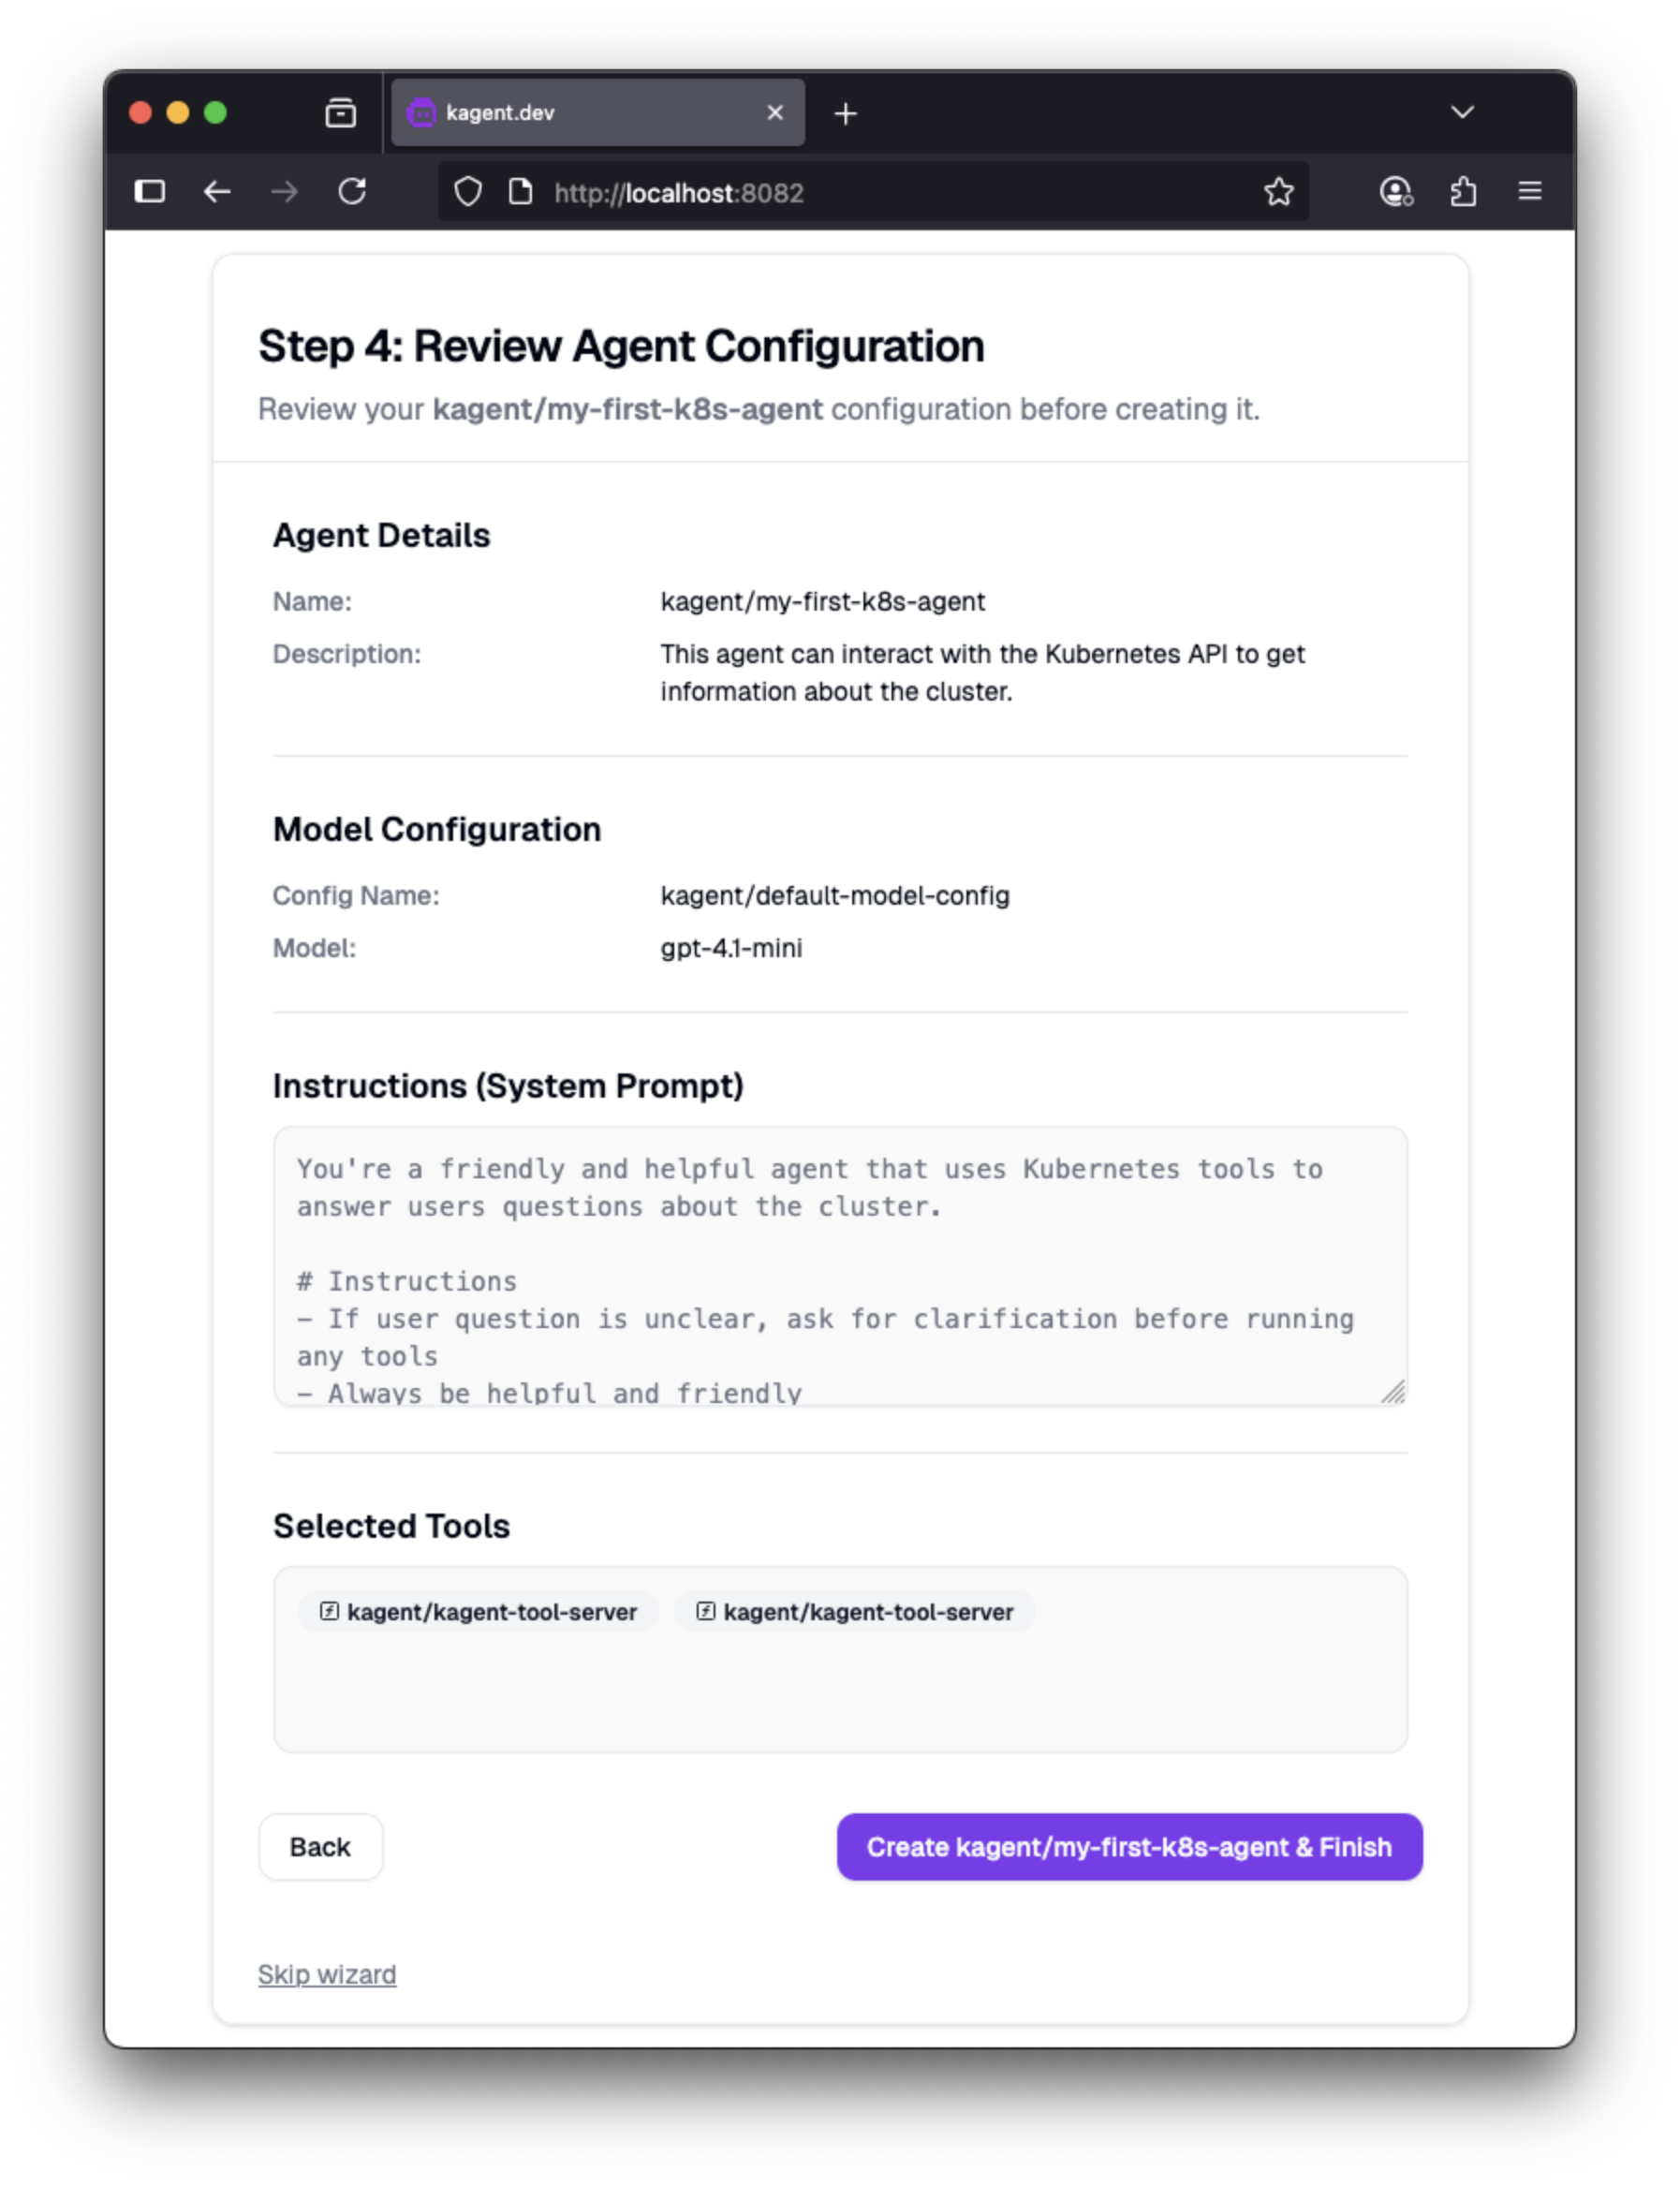 kagent.dev
http://localhost:8082
Step 4: Review Agent Configuration
Review your kagent/my-first-k8s-agent configuration before creating it.
Agent Details
Name: kagent/my-first-k8s-agent
Description: This agent can interact with the Kubernetes API to get
information about the cluster.
Model Configuration
Config Name: kagent/default-model-config
Model: gpt-4.1-mini
Instructions (System Prompt)
You're a friendly and helpful agent that uses Kubernetes tools to
answer users questions about the cluster.
# Instructions
- If user question is unclear, ask for clarification before running
any tools
- Always be helpful and friendly
Selected Tools
kagent/kagent-tool-server kagent/kagent-tool-server
Back Create kagent/my-first-k8s-agent & Finish
Skip wizard